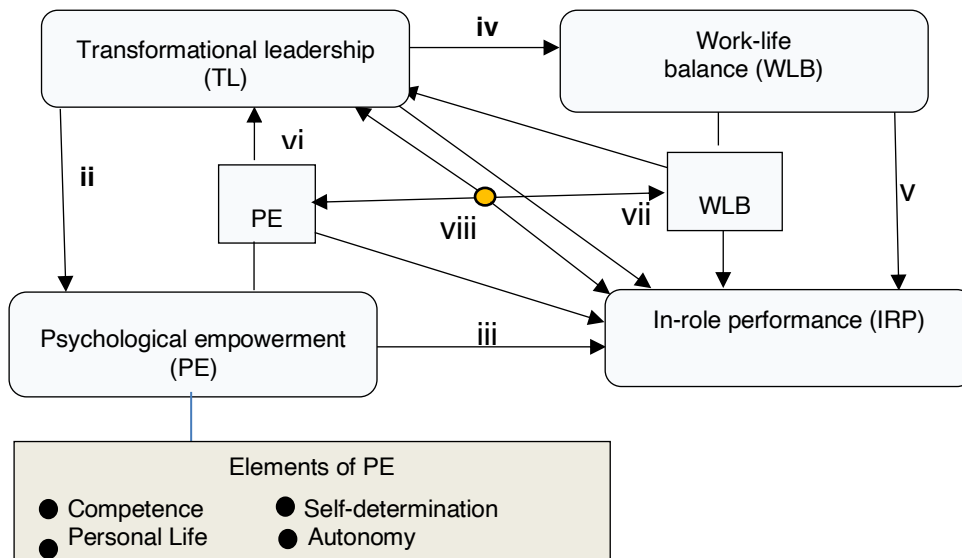 Transformational leadership
(TL)
iv
Work-life
balance (WLB)
ii
vi
PE
viii
vii
WLB
v
Psychological empowerment
(PE)
iii
In-role performance (IRP)
Elements of PE
Competence
Self-determination
Personal Life
Autonomy